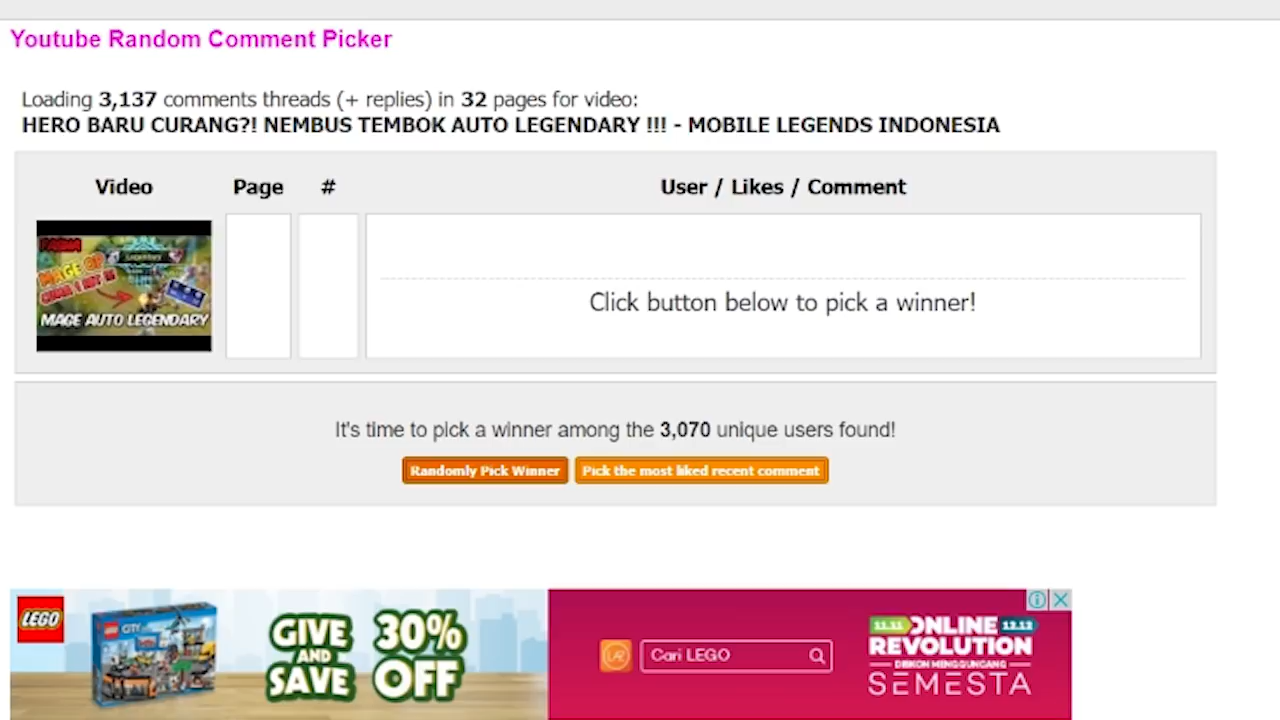 Youtube Random Comment Picker
Loading 3,137 comments threads (+ replies) in 32 pages for video:
HERO BARU CURANG?! NEMBUS TEMBOK AUTO LEGENDARY !!! - MOBILE LEGENDS INDONESIA
Video Page # User / Likes / Comment
MAGE OP
MAGE AUTO LEGENDARY
Click button below to pick a winner!
It's time to pick a winner among the 3,070 unique users found!
Randomly Pick Winner Pick the most liked recent comment
LEGO
CITY
GIVE
AND
SAVE
30%
OFF
Cari LEGO
11.11 ONLINE 12.12
REVOLUTION
DISKON MENGGUNCANG
SEMESTA